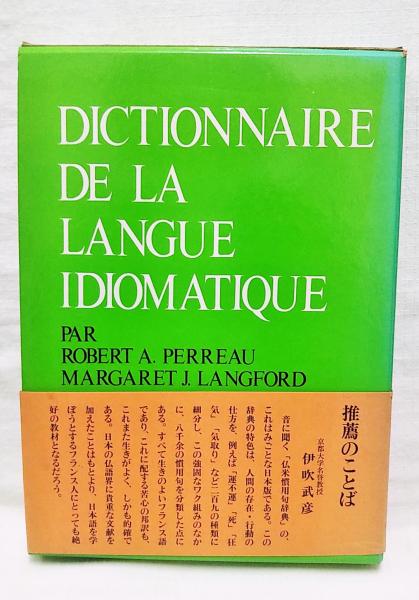 DICTIONNAIRE
DE LA
LANGUE
IDIOMATIQUE
PAR
ROBERT A. PERREAU
MARGARET J. LANGFORD
推薦のことば
京都大学名誉教授
伊吹武彦
音に聞く「仏米慣用句辞典」の、
これはみごとな日本版である。この
辞典の特色は、人間の存在・行動の
仕方を、例えば「運不運」「死」「狂
気」「気取り」など二百九の種類に
細分し、この強固なワク組みのなか
に、八千余の慣用句を分類した点に
ある。すべて生きのよいフランス語
であり、これに配する苦心の邦訳も、
これまた生きがよく、しかも的確で
ある。日本の仏語界に貴重な文献を
加えたことはもとより、日本語を学
ぼうとするフランス人にとっても絶
好の教材となるだろう。